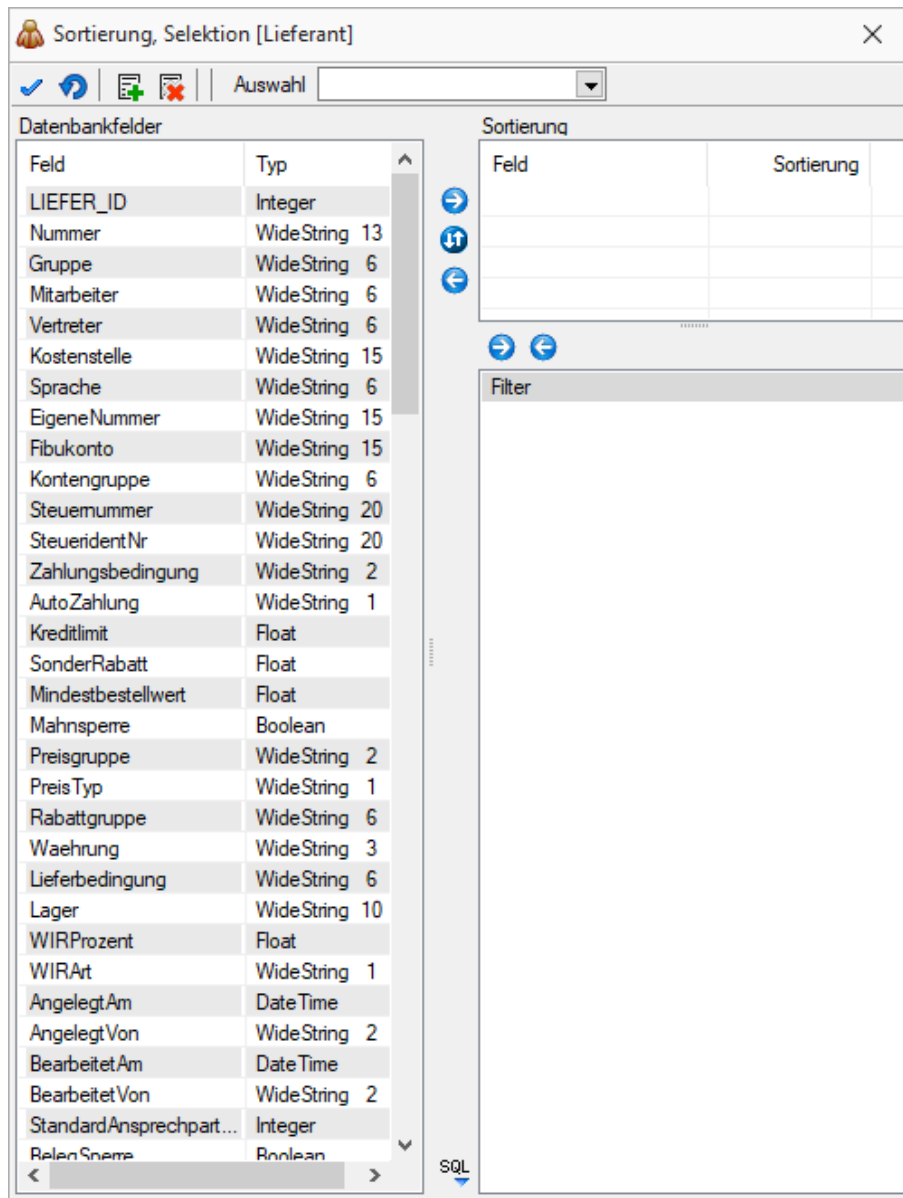 Sortierung, Selektion [Lieferant]
Auswahl
Datenbankfelder
Feld Typ
LIEFER_ID Integer
Nummer WideString 13
Gruppe WideString 6
Mitarbeiter WideString 6
Vertreter WideString 6
Kostenstelle WideString 15
Sprache WideString 6
EigeneNummer WideString 15
Fibukonto WideString 15
Kontengruppe WideString 6
Steuernummer WideString 20
SteueridentNr WideString 20
Zahlungsbedingung WideString 2
AutoZahlung WideString 1
Kreditlimit Float
SonderRabatt Float
Mindestbestellwert Float
Mahnsperre Boolean
Preisgruppe WideString 2
PreisTyp WideString 1
Rabattgruppe WideString 6
Waehrung WideString 3
Lieferbedingung WideString 6
Lager WideString 10
WIRProzent Float
WIRArt WideString 1
AngelegtAm DateTime
AngelegtVon WideString 2
BearbeitetAm DateTime
BearbeitetVon WideString 2
StandardAnsprechpart... Integer
BelegSperre Boolean
SQL
Sortierung
Feld Sortierung
Filter